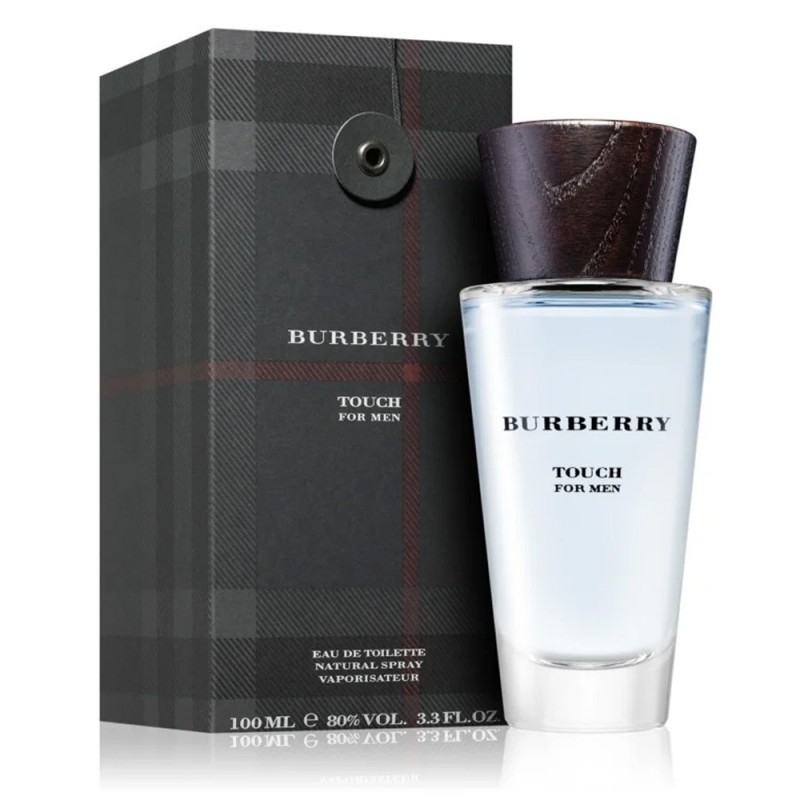 BURBERRY
TOUCH
FOR MEN
EAU DE TOILETTE
NATURAL SPRAY
VAPORISATEUR
100 ML e 80% VOL. 3.3 FL.OZ.
BURBERRY
TOUCH
FOR MEN